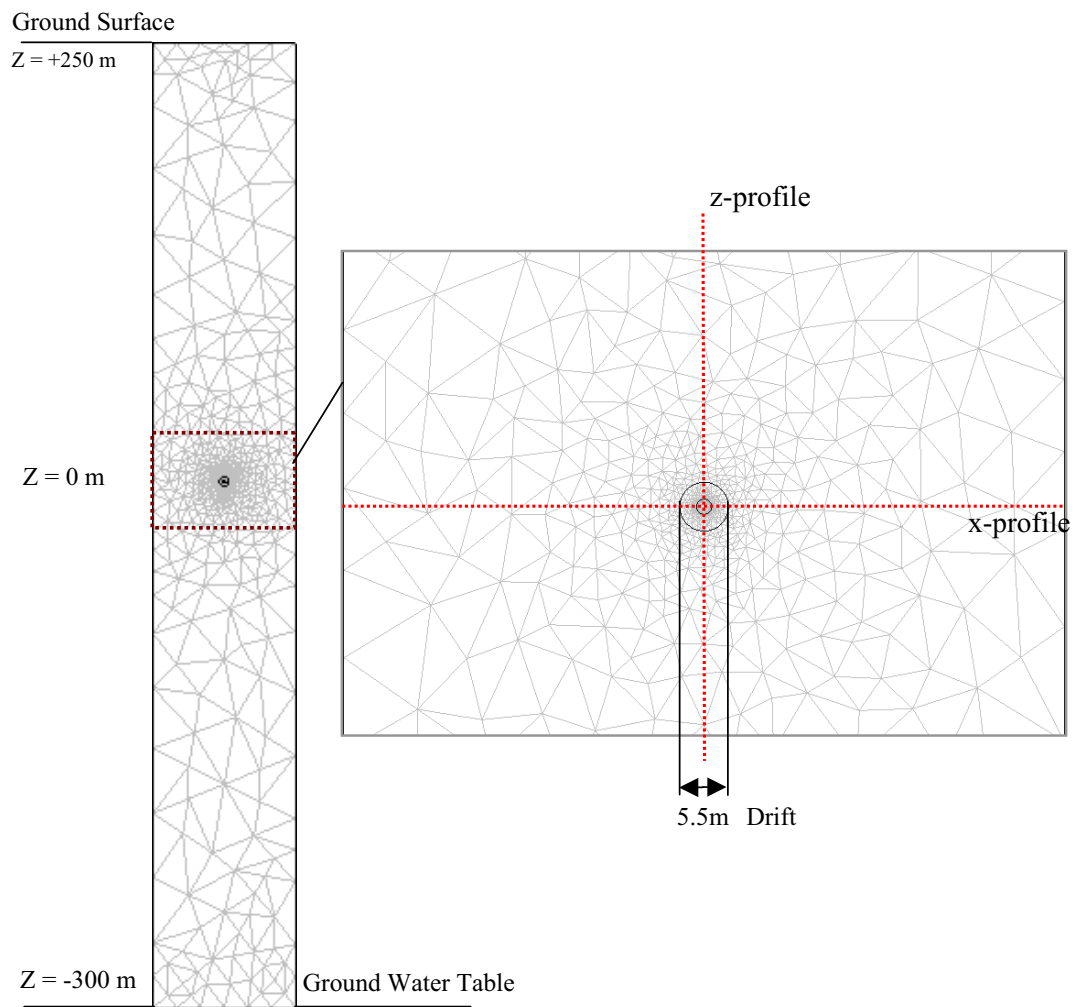 Ground Surface
Z = +250 m
z-profile
Z = 0 m
x-profile
5.5m Drift
Z = -300 m
Ground Water Table